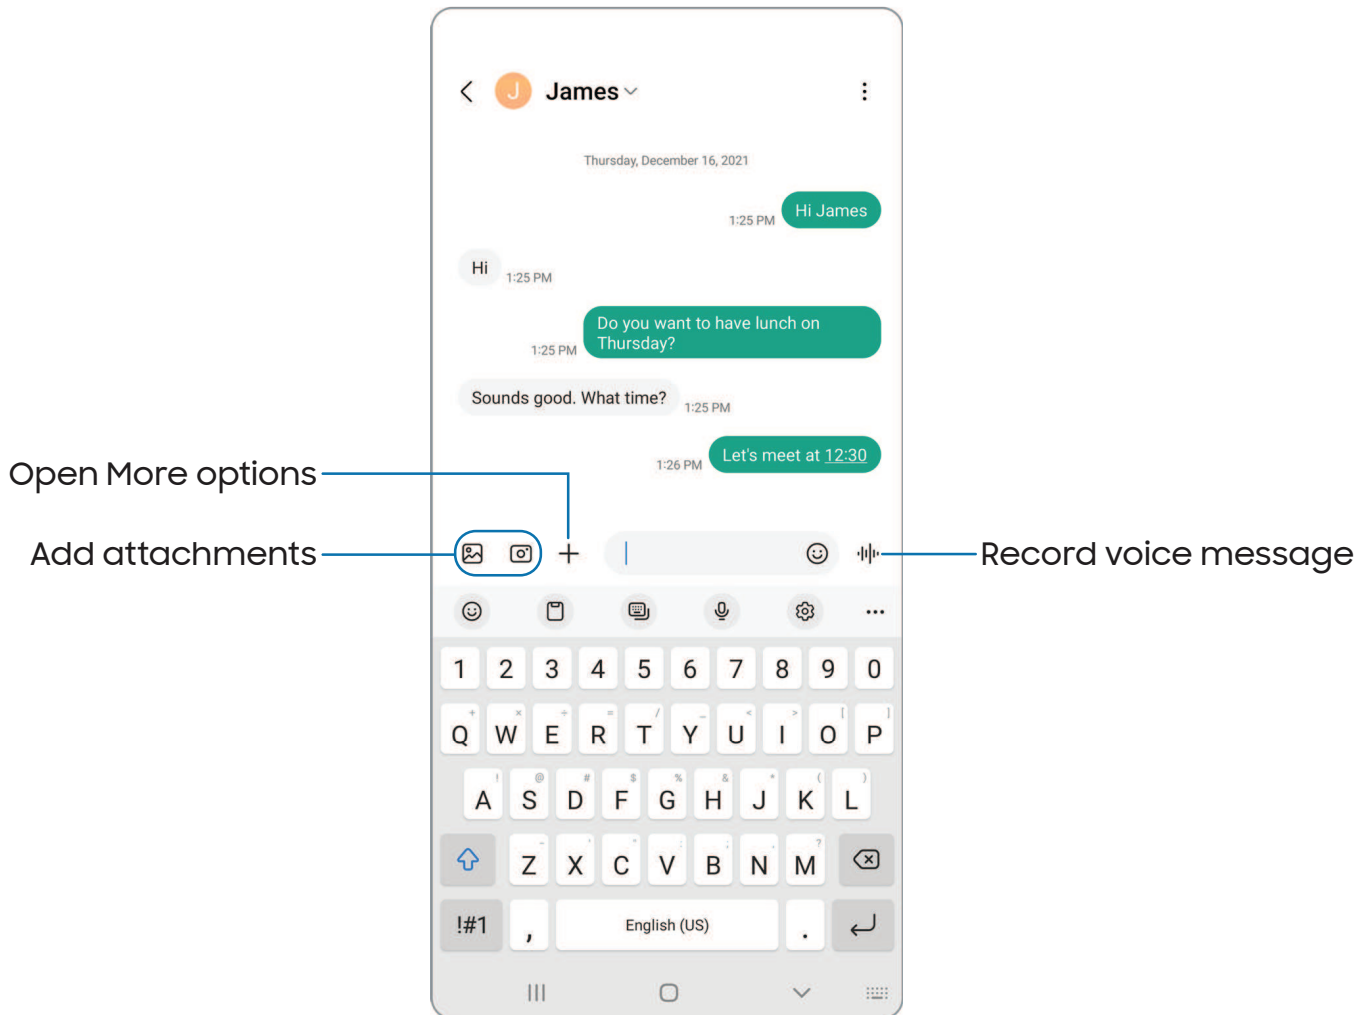 J James
Thursday, December 16, 2021
1:25 PM Hi James
Hi 1:25 PM
Do you want to have lunch on
1:25 PM Thursday?
Sounds good. What time? 1:25 PM
1:26 PM Let's meet at 12:30
Open More options
Add attachments
Record voice message
1 2 3 4 5 6 7 8 9 0
+ × ÷ = / _ < > [ ]
Q W E R T Y U I O P
! @ # $ % & * ( )
A S D F G H J K L
- ' " : ; , ?
Z X C V B N M
!#1 , English (US) .